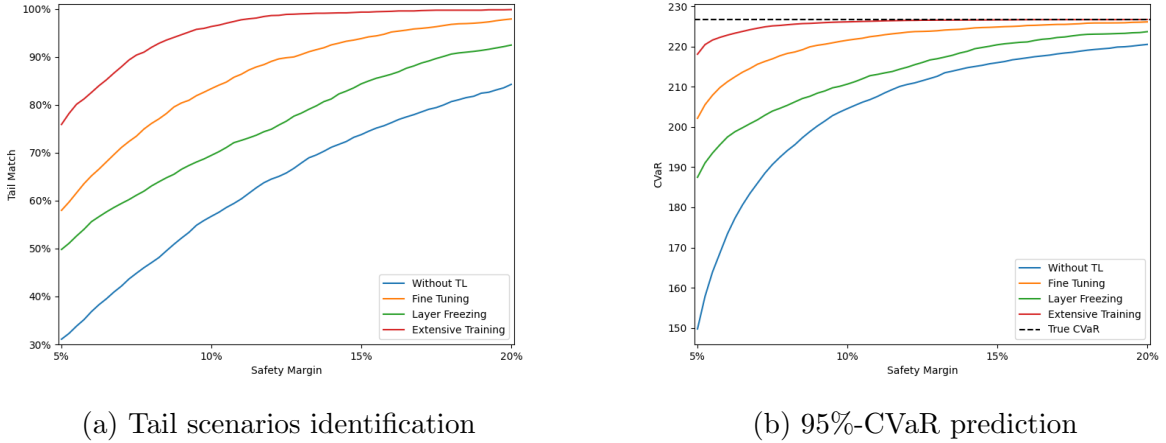 100%
90%
80%
70%
60%
50%
40%
30%
Tail Match
5%
10%
15%
20%
Safety Margin
Without TL
Fine Tuning
Layer Freezing
Extensive Training
(a) Tail scenarios identification
230
220
210
200
190
180
170
160
150
CVaR
5%
10%
15%
20%
Safety Margin
Without TL
Fine Tuning
Layer Freezing
Extensive Training
True CVaR
(b) 95%-CVaR prediction